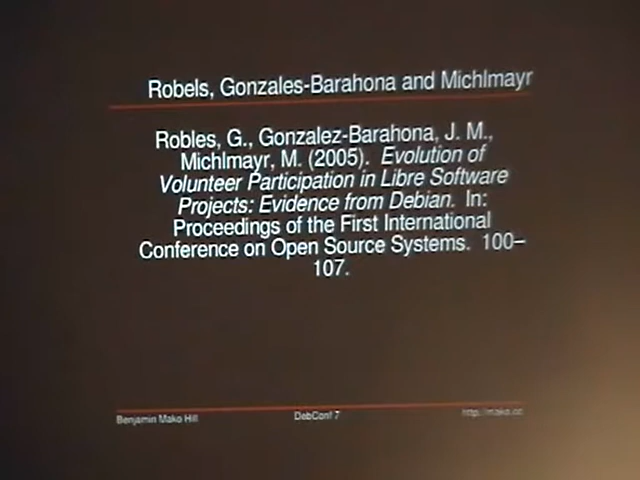 Robels, Gonzales-Barahona and Michlmayr
Robles, G., Gonzalez-Barahona, J. M.,
Michlmayr, M. (2005). Evolution of
Volunteer Participation in Libre Software
Projects: Evidence from Debian. In:
Proceedings of the First International
Conference on Open Source Systems. 100–
107.
Benjamin Mako Hill
DebConf 7
http://mako.cc